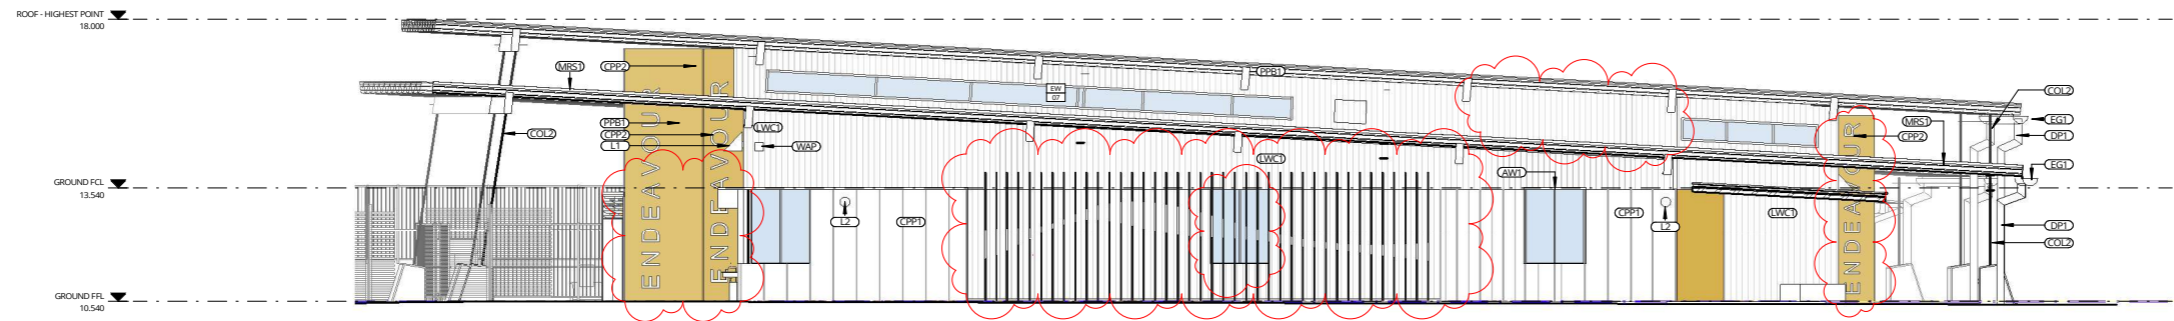 ROOF - HIGHEST POINT
18.000
MRS1
CPP2
PPB1
EW
07
COL2
EG1
DP1
PPB1
CPP2
L1
LWC1
WAP
COL2
LWC1
MRS1
CPP2
EG1
AW1
GROUND FCL
13.540
L2
CPP1
CPP1
L2
LWC1
DP1
COL2
ENDEAVOUR
ENDEAVOUR
ENDEAVOUR
GROUND FFL
10.540